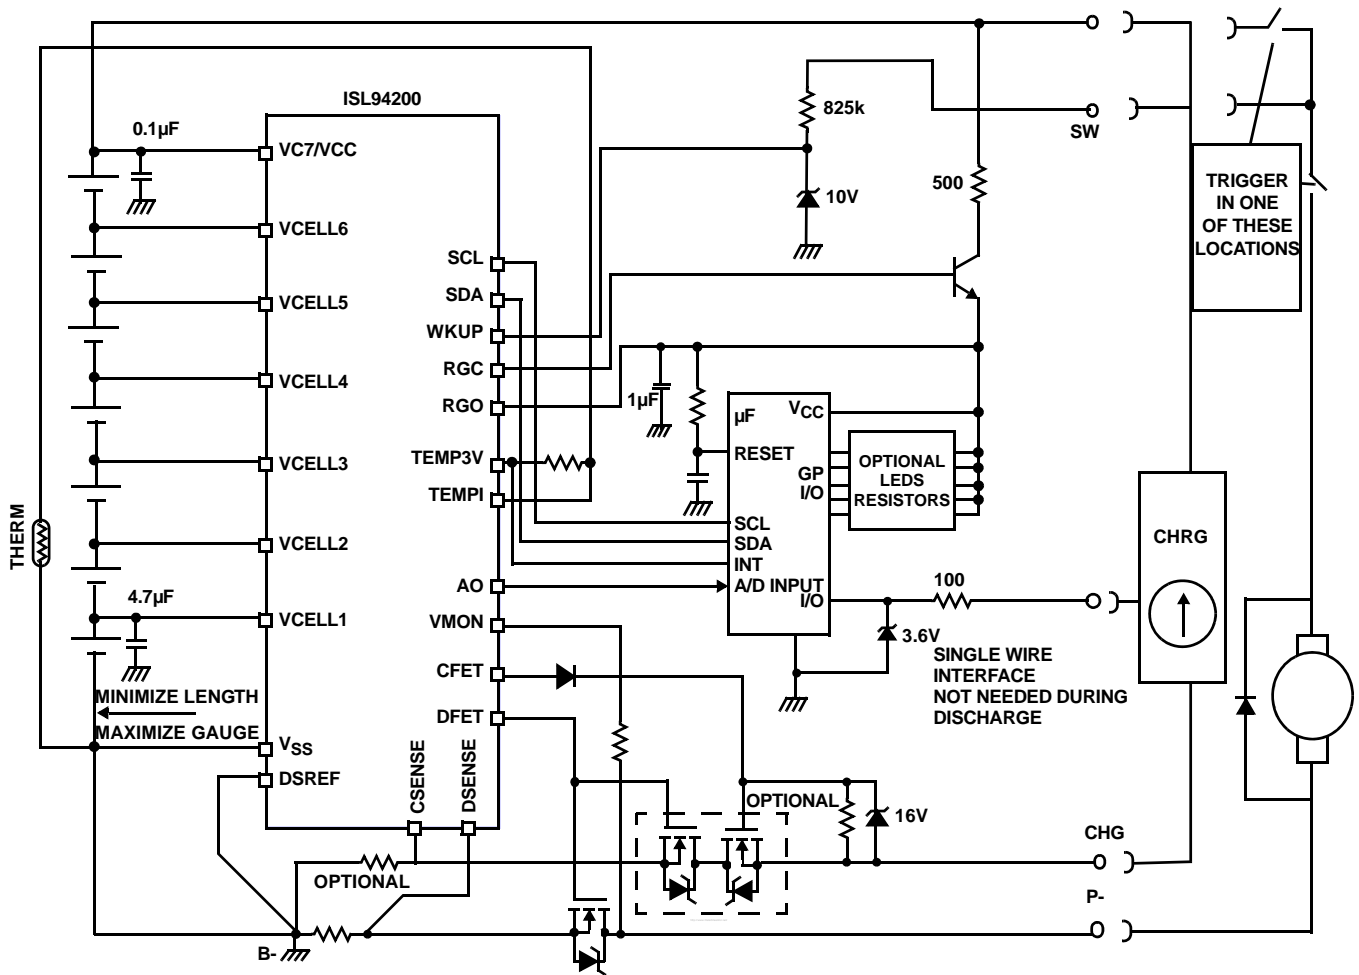 ISL94200
0.1µF
VC7/VCC
VCELL6
VCELL5
VCELL4
VCELL3
VCELL2
4.7µF
VCELL1
MINIMIZE LENGTH
MAXIMIZE GAUGE
VSS
DSREF
THERM
SCL
SDA
WKUP
RGC
RGO
TEMP3V
TEMPI
AO
VMON
CFET
DFET
CSENSE
DSENSE
OPTIONAL
B-
825k
10V
500
SW
TRIGGER
IN ONE
OF THESE
LOCATIONS
1µF
µF
VCC
RESET
GP
I/O
SCL
SDA
INT
A/D INPUT
I/O
OPTIONAL
LEDS
RESISTORS
100
3.6V
SINGLE WIRE
INTERFACE
NOT NEEDED DURING
DISCHARGE
CHRG
OPTIONAL
16V
CHG
P-